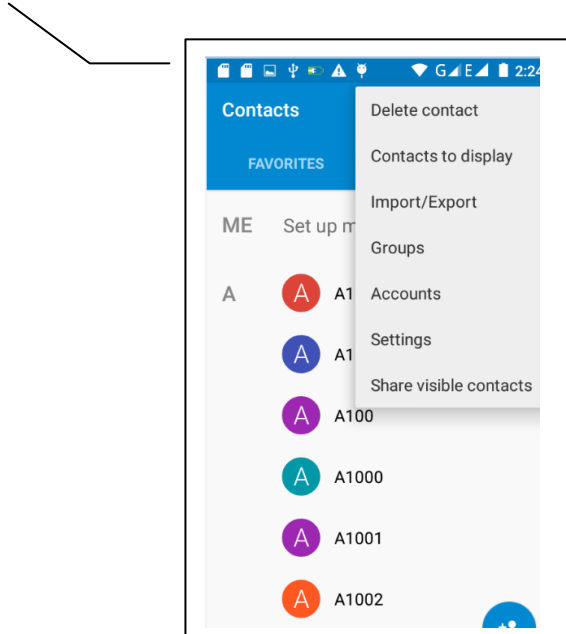 G E 2:24
Contacts
FAVORITES
Delete contact
Contacts to display
Import/Export
Groups
Accounts
Settings
Share visible contacts
ME Set up m
A
A A1
A A1
A A100
A A1000
A A1001
A A1002